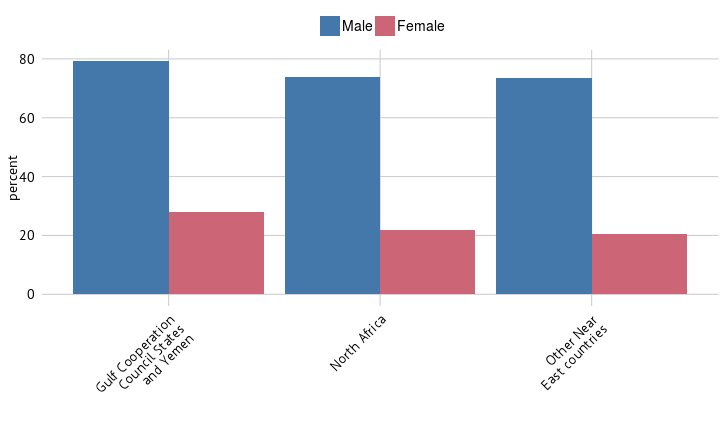 Male Female
percent
80
60
40
20
0
Gulf Cooperation
Council States
and Yemen
North Africa
Other Near
East countries